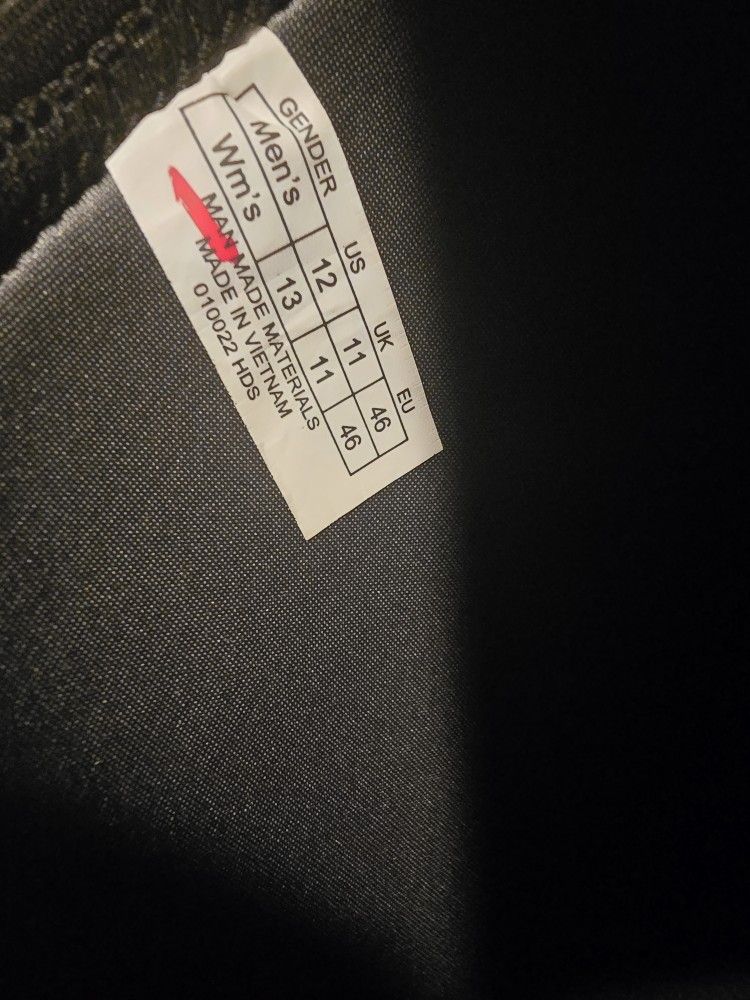 GENDER US UK EU
Men's 12 11 46
Wm's 13 11 46
MAN MADE MATERIALS
MADE IN VIETNAM
010022 HDS